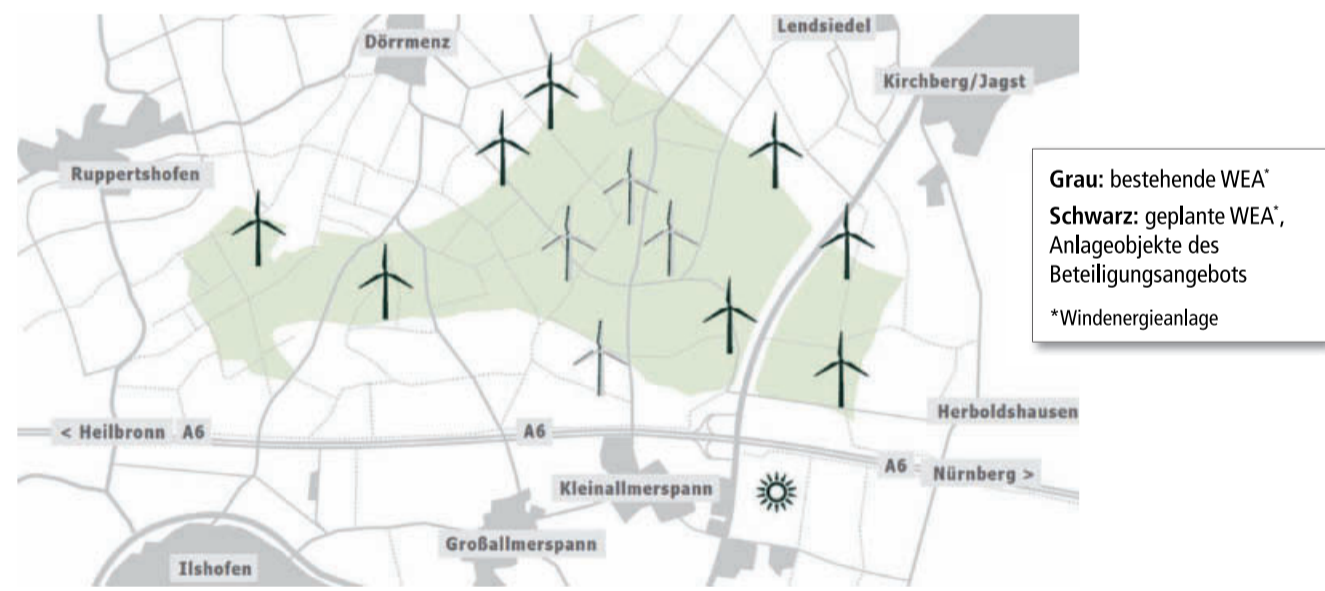 Lendsiedel
Dörrmenz
Kirchberg/Jagst
Ruppertshofen
Grau: bestehende WEA*
Schwarz: geplante WEA*,
Anlageobjekte des
Beteiligungsangebots
*Windenergieanlage
Herboldshausen
< Heilbronn A6
A6
A6
Nürnberg >
Kleinallmerspann
Großallmerspann
Ilshofen